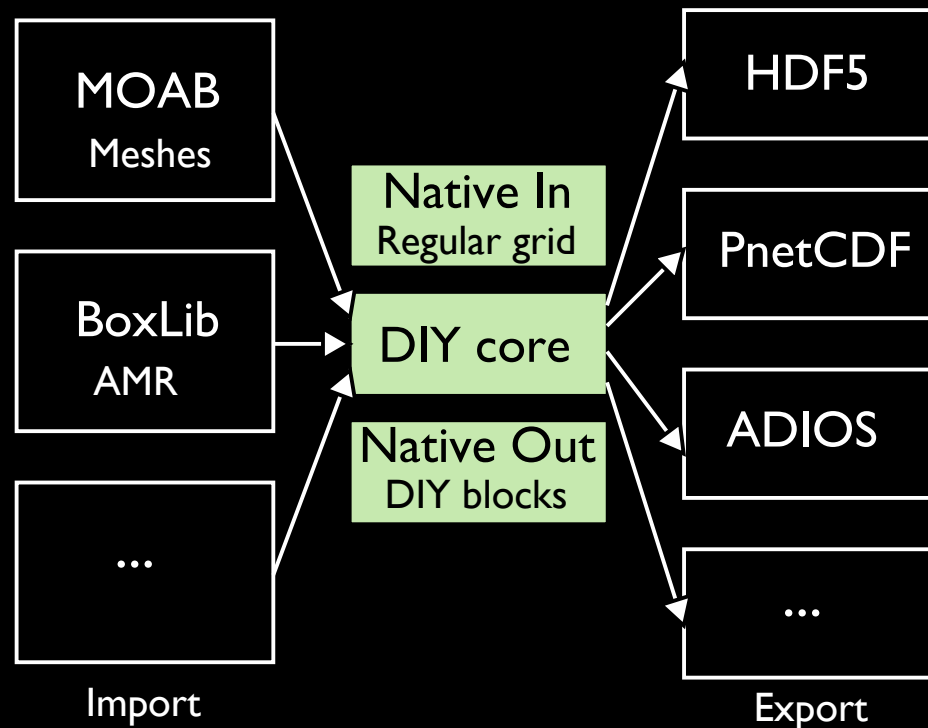 MOAB
Meshes
BoxLib
AMR
...
Import
Native In
Regular grid
DIY core
Native Out
DIY blocks
HDF5
PnetCDF
ADIOS
...
Export